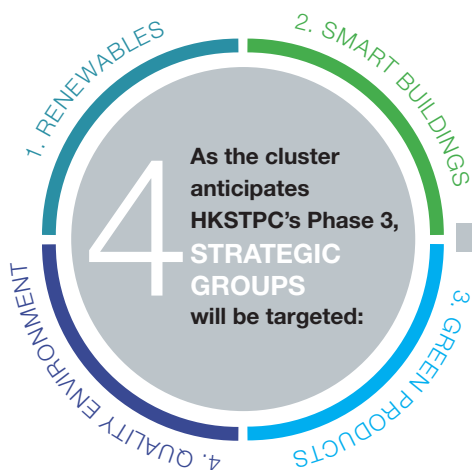 1. RENEWABLES
2. SMART BUILDINGS
3. GREEN PRODUCTS
4. QUALITY ENVIRONMENT
4
As the cluster
anticipates
HKSTPC's Phase 3,
STRATEGIC
GROUPS
will be targeted: